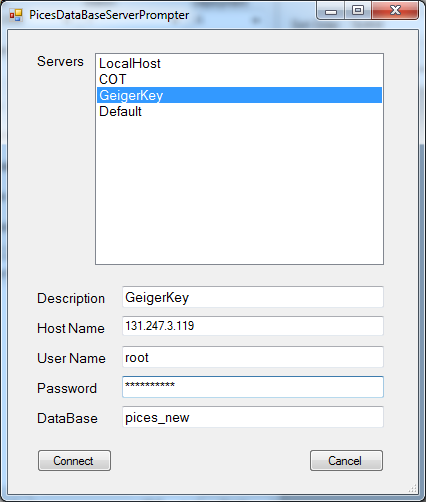 PicesDataBaseServerPrompter
Servers
LocalHost
COT
GeigerKey
Default
Description GeigerKey
Host Name 131.247.3.119
User Name root
Password **********
DataBase pices_new
Connect Cancel